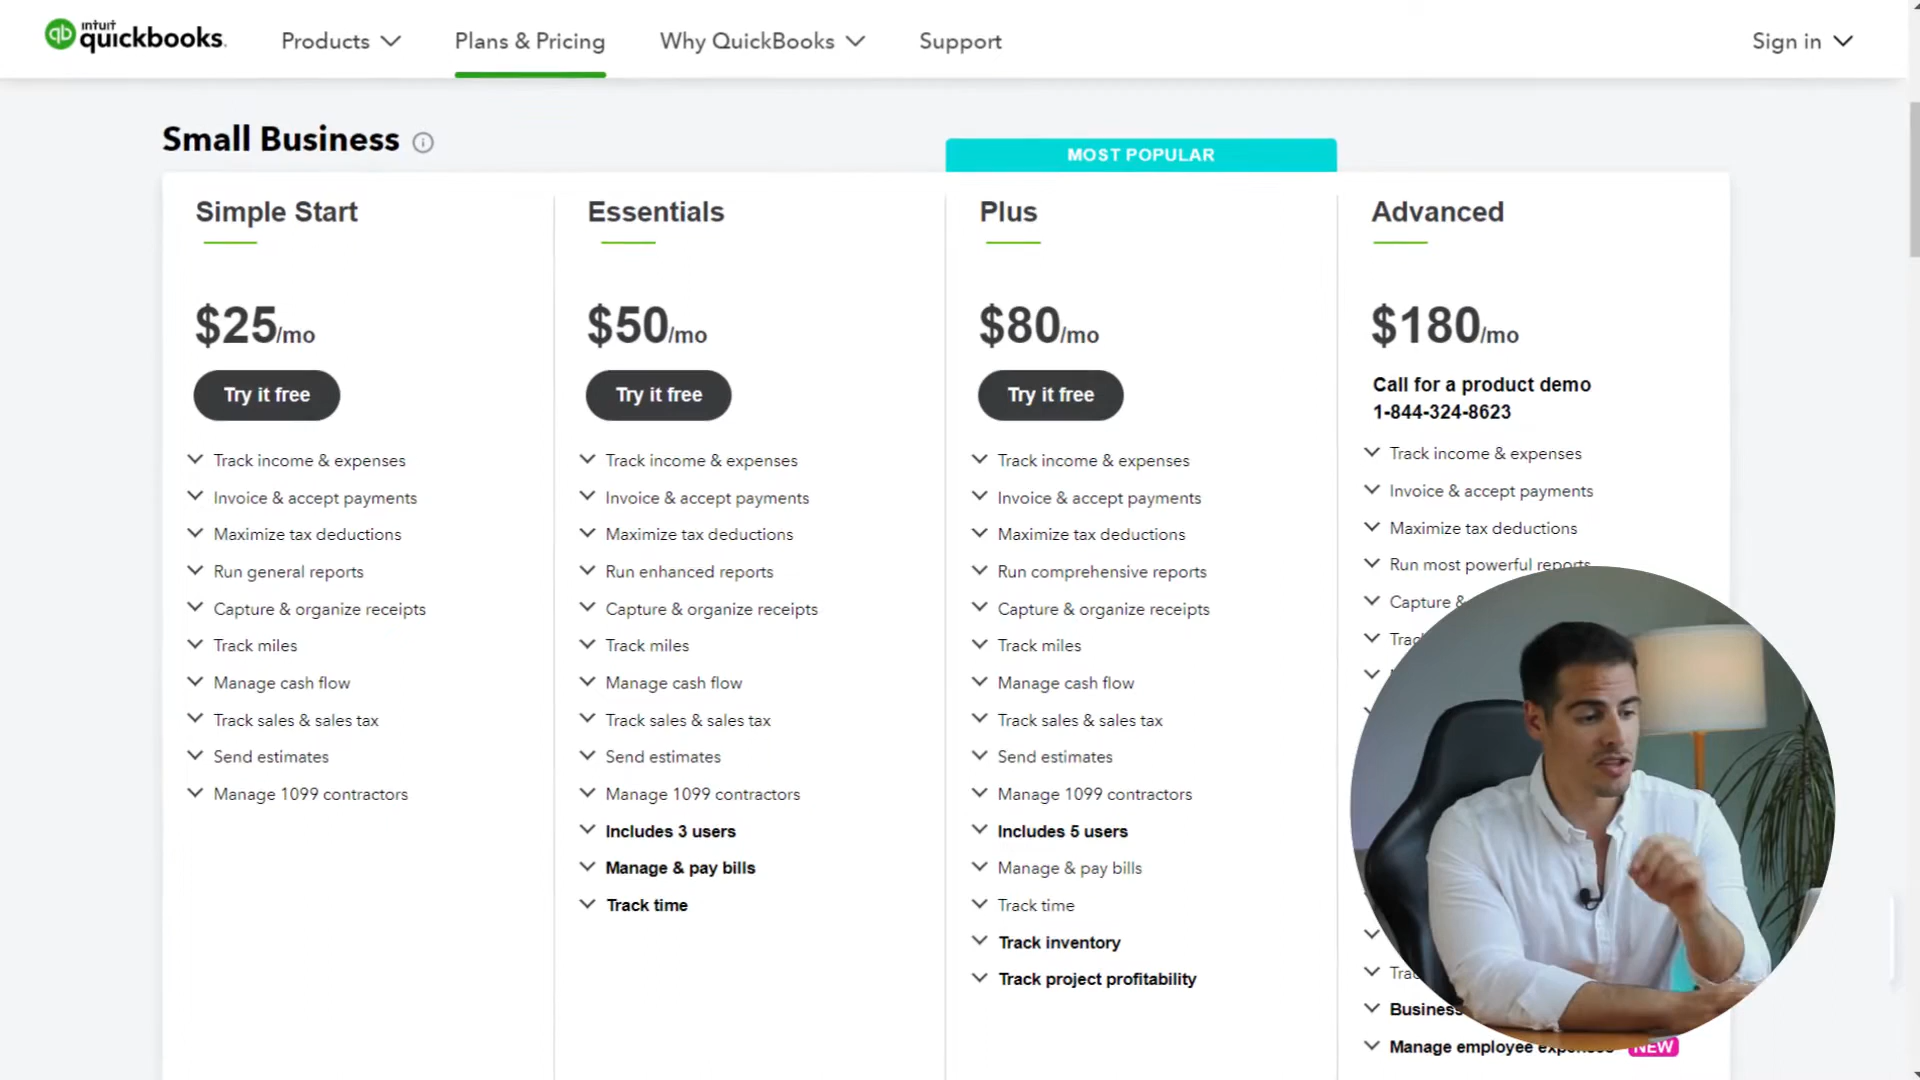 intuit
quickbooks.
Products
Plans & Pricing
Why QuickBooks
Support
Sign in
Small Business
MOST POPULAR
Simple Start
$25/mo
Try it free
Track income & expenses
Invoice & accept payments
Maximize tax deductions
Run general reports
Capture & organize receipts
Track miles
Manage cash flow
Track sales & sales tax
Send estimates
Manage 1099 contractors
Essentials
$50/mo
Try it free
Track income & expenses
Invoice & accept payments
Maximize tax deductions
Run enhanced reports
Capture & organize receipts
Track miles
Manage cash flow
Track sales & sales tax
Send estimates
Manage 1099 contractors
Includes 3 users
Manage & pay bills
Track time
Plus
$80/mo
Try it free
Track income & expenses
Invoice & accept payments
Maximize tax deductions
Run comprehensive reports
Capture & organize receipts
Track miles
Manage cash flow
Track sales & sales tax
Send estimates
Manage 1099 contractors
Includes 5 users
Manage & pay bills
Track time
Track inventory
Track project profitability
Advanced
$180/mo
Call for a product demo
1-844-324-8623
Track income & expenses
Invoice & accept payments
Maximize tax deductions
Run most powerful reports
Capture &
Business
Manage employee expenses NEW